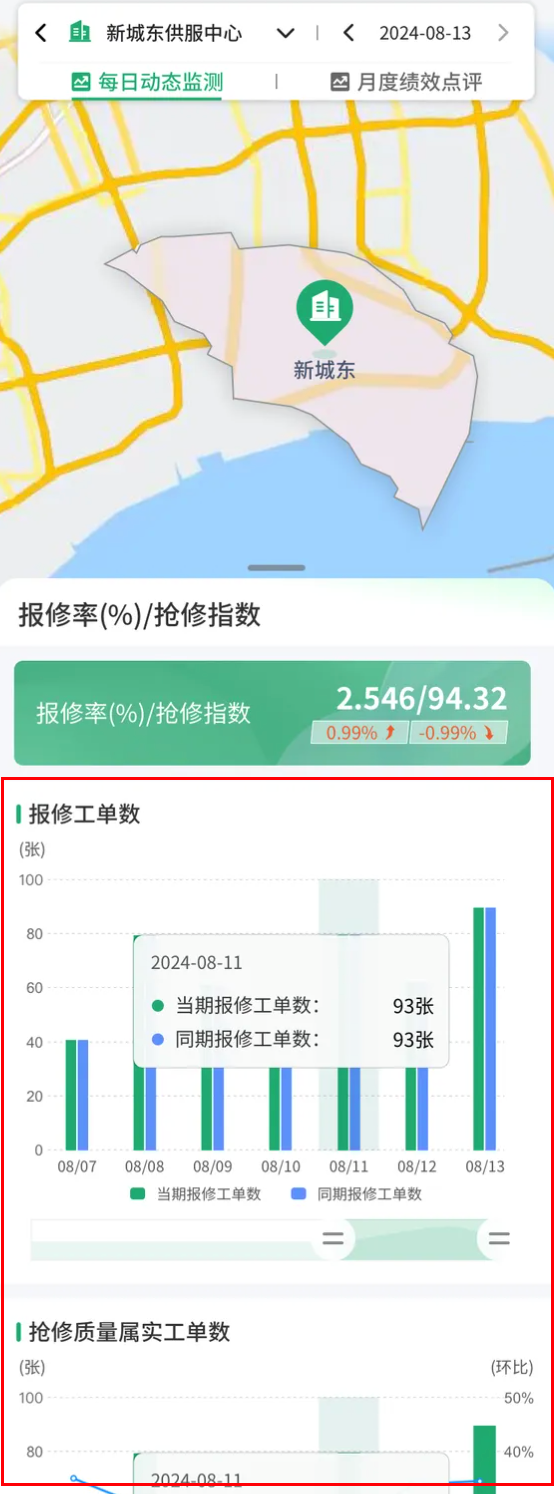 新城东供服中心 | 2024-08-13
每日动态监测 | 月度绩效点评
新城东
报修率(%)/抢修指数
报修率(%)/抢修指数 2.546/94.32
0.99% -0.99%
报修工单数
(张)
100
80
60
40
20
0
2024-08-11
当期报修工单数: 93张
同期报修工单数: 93张
08/07 08/08 08/09 08/10 08/11 08/12 08/13
当期报修工单数 同期报修工单数
抢修质量属实工单数
(张) (环比)
100 50%
80 40%
2024-08-11